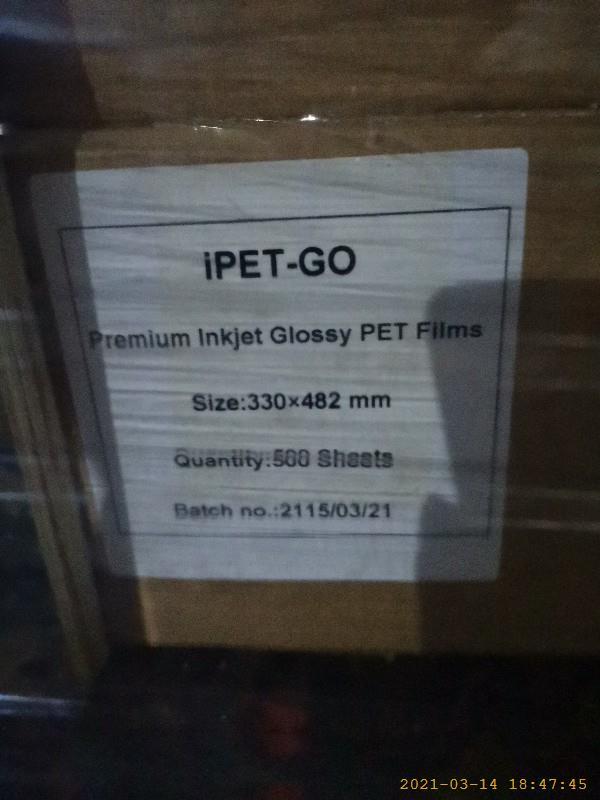 iPET-GO
Premium Inkjet Glossy PET Films
Size:330×482 mm
Quantity:500 Sheets
Batch no.:2115/03/21
2021-03-14 18:47:45